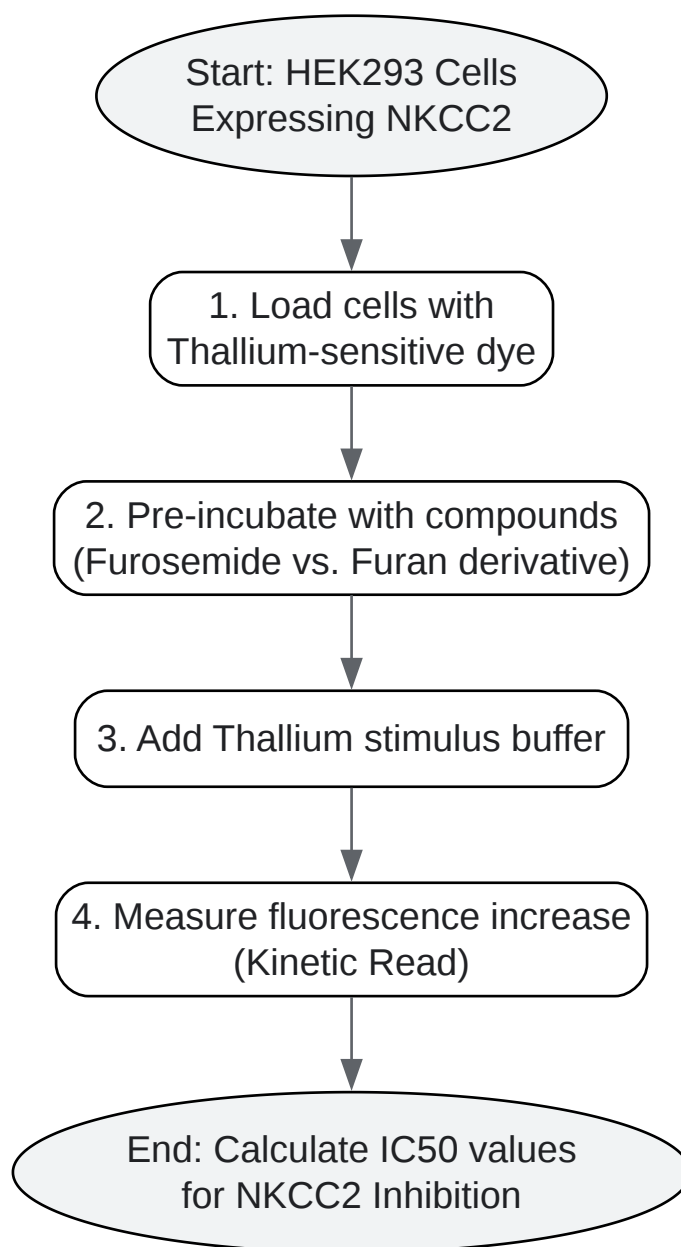 Start: HEK293 Cells
Expressing NKCC2
1. Load cells with
Thallium-sensitive dye
2. Pre-incubate with compounds
(Furosemide vs. Furan derivative)
3. Add Thallium stimulus buffer
4. Measure fluorescence increase
(Kinetic Read)
End: Calculate IC50 values
for NKCC2 Inhibition